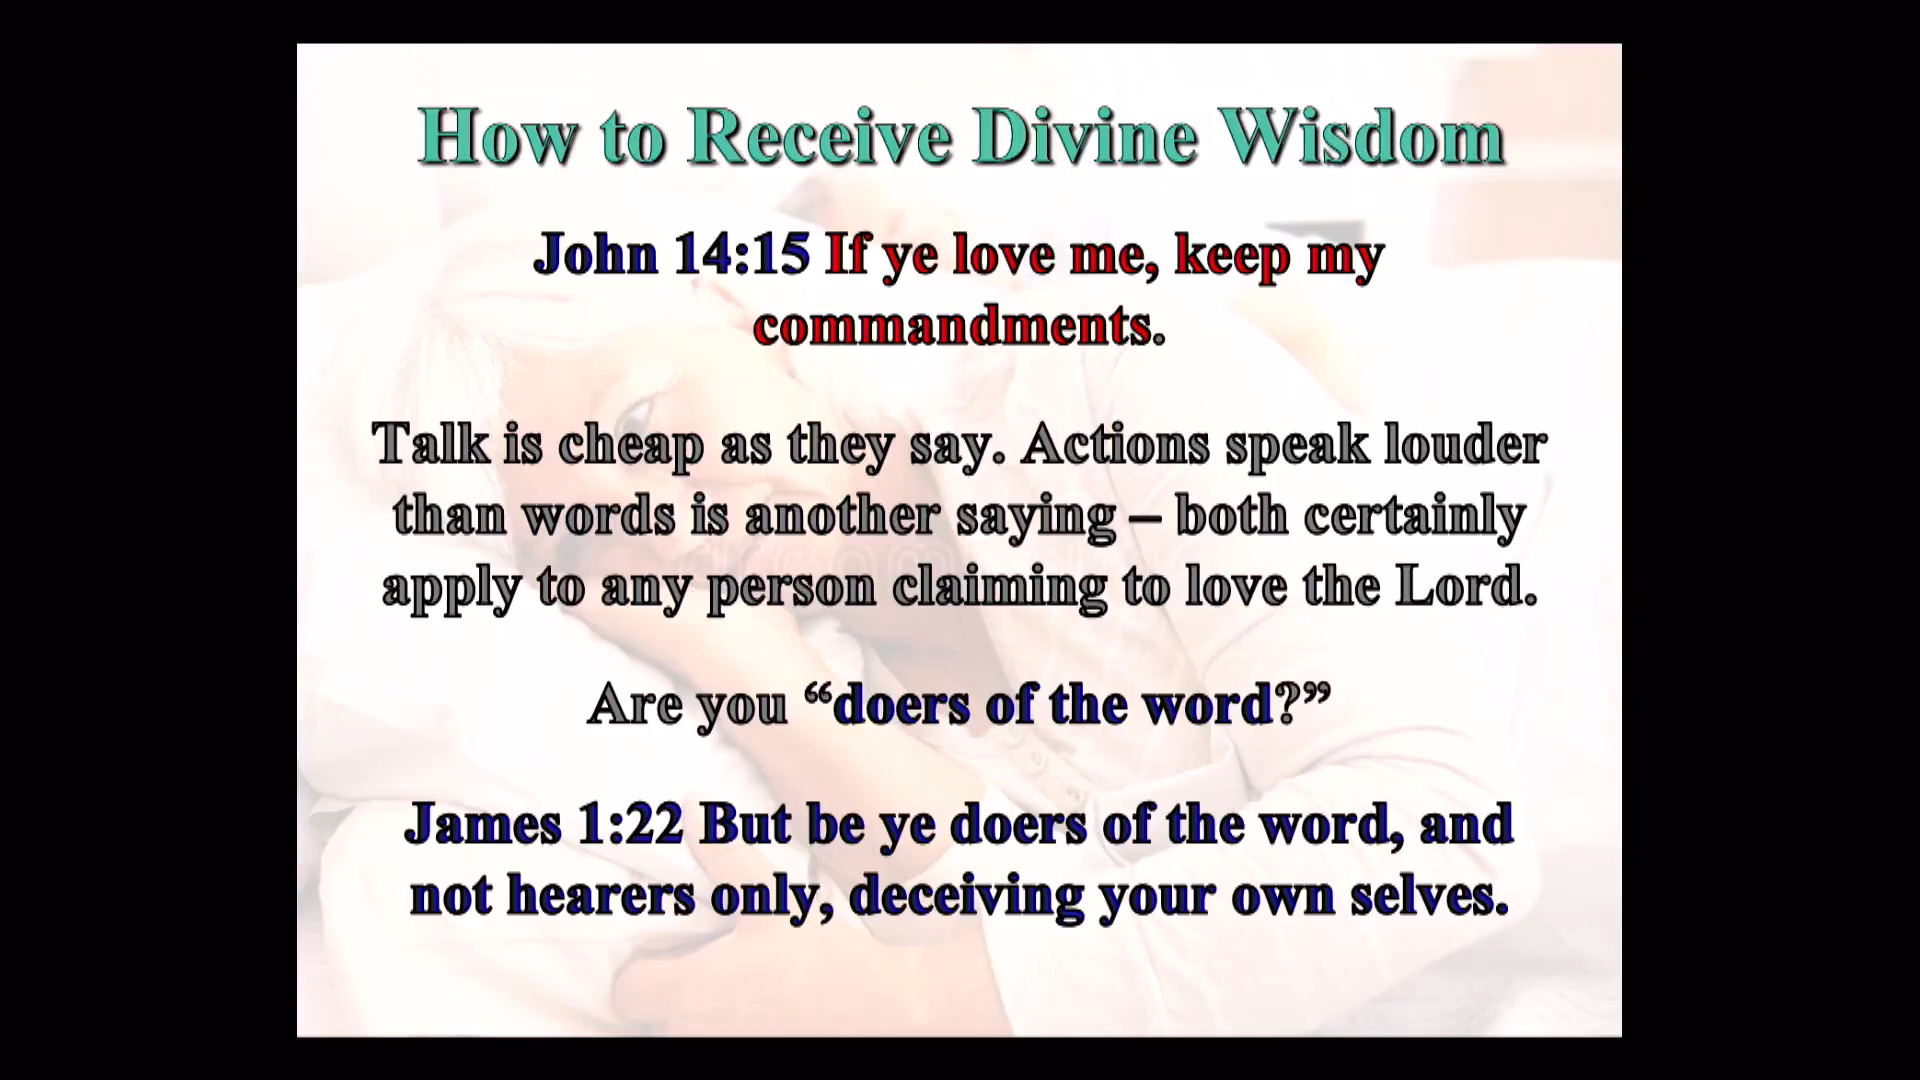 How to Receive Divine Wisdom
John 14:15 If ye love me, keep my
commandments.
Talk is cheap as they say. Actions speak louder
than words is another saying – both certainly
apply to any person claiming to love the Lord.
Are you “doers of the word?”
James 1:22 But be ye doers of the word, and
not hearers only, deceiving your own selves.